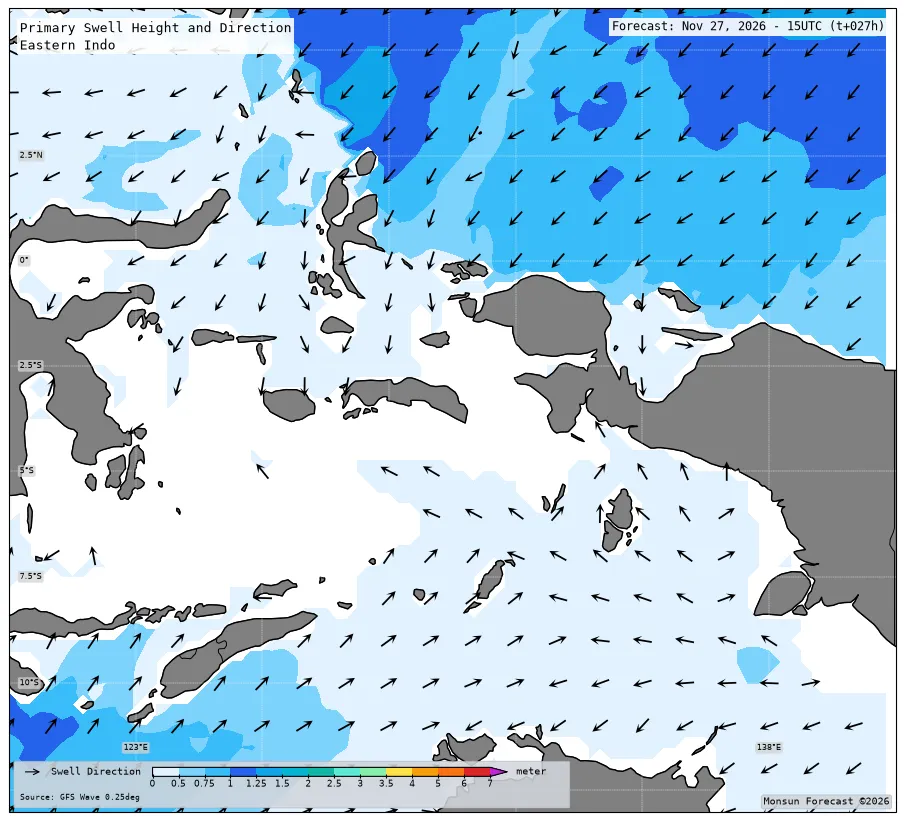 Primary Swell Height and Direction
Eastern Indo
Forecast: Nov 27, 2026 - 15UTC (t+027h)
2.5°N
0°
2.5°S
5°S
7.5°S
10°S
123°E
138°E
Swell Direction
0 0.5 0.75 1 1.25 1.5 2 2.5 3 3.5 4 5 6 7
meter
Source: GFS Wave 0.25deg
Monsun Forecast ©2026